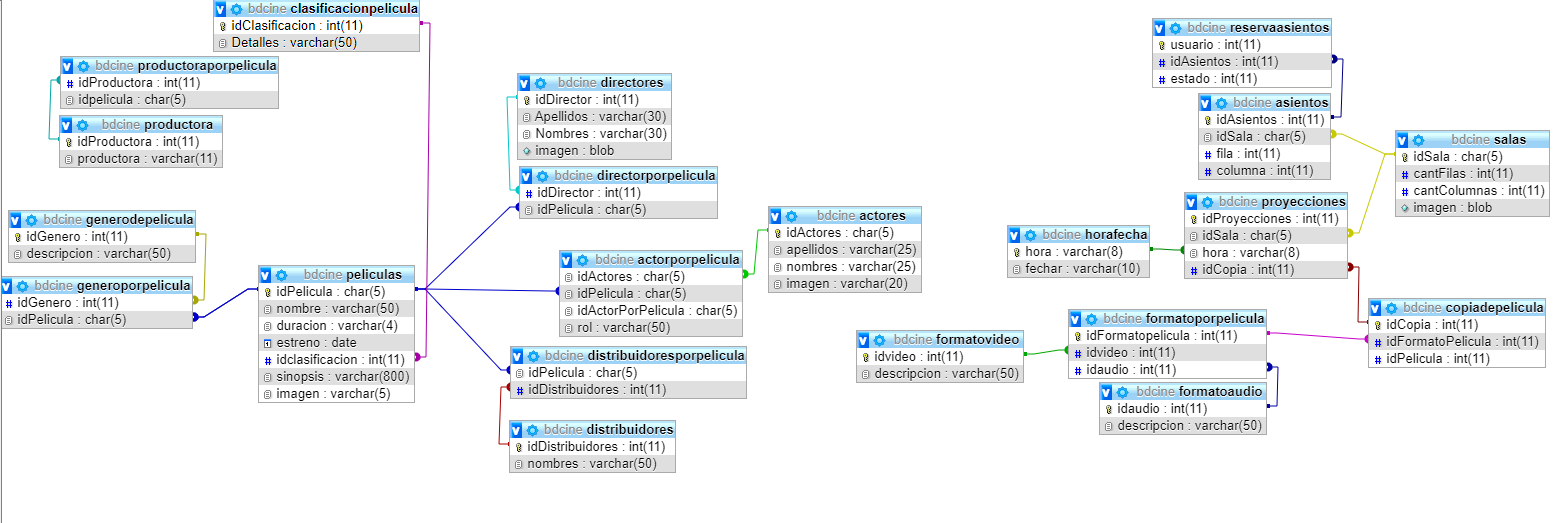 bdcine clasificacionpelicula
idClasificacion : int(11)
Detalles : varchar(50)
bdcine productoraporpelicula
idProductora : int(11)
idpelicula : char(5)
bdcine productora
idProductora : int(11)
productora : varchar(11)
bdcine generodepelicula
idGenero : int(11)
descripcion : varchar(50)
bdcine generoporpelicula
idGenero : int(11)
idPelicula : char(5)
bdcine peliculas
idPelicula : char(5)
nombre : varchar(50)
duracion : varchar(4)
estreno : date
idclasificacion : int(11)
sinopsis : varchar(800)
imagen : varchar(5)
bdcine directores
idDirector : int(11)
Apellidos : varchar(30)
Nombres : varchar(30)
imagen : blob
bdcine directorporpelicula
idDirector : int(11)
idPelicula : char(5)
bdcine actorporpelicula
idActores : char(5)
idPelicula : char(5)
idActorPorPelicula : char(5)
rol : varchar(50)
bdcine distribuidoresporpelicula
idPelicula : char(5)
idDistribuidores : int(11)
bdcine distribuidores
idDistribuidores : int(11)
nombres : varchar(50)
bdcine actores
idActores : char(5)
apellidos : varchar(25)
nombres : varchar(25)
imagen : varchar(20)
bdcine reservaasientos
usuario : int(11)
idAsientos : int(11)
estado : int(11)
bdcine asientos
idAsientos : int(11)
idSala : char(5)
fila : int(11)
columna : int(11)
bdcine salas
idSala : char(5)
cantFilas : int(11)
cantColumnas : int(11)
imagen : blob
bdcine proyecciones
idProyecciones : int(11)
idSala : char(5)
hora : varchar(8)
idCopia : int(11)
bdcine horafecha
hora : varchar(8)
fechar : varchar(10)
bdcine copiadepelicula
idCopia : int(11)
idFormatoPelicula : int(11)
idPelicula : int(11)
bdcine formatoporpelicula
idFormatopelicula : int(11)
idvideo : int(11)
idaudio : int(11)
bdcine formatovideo
idvideo : int(11)
descripcion : varchar(50)
bdcine formatoaudio
idaudio : int(11)
descripcion : varchar(50)